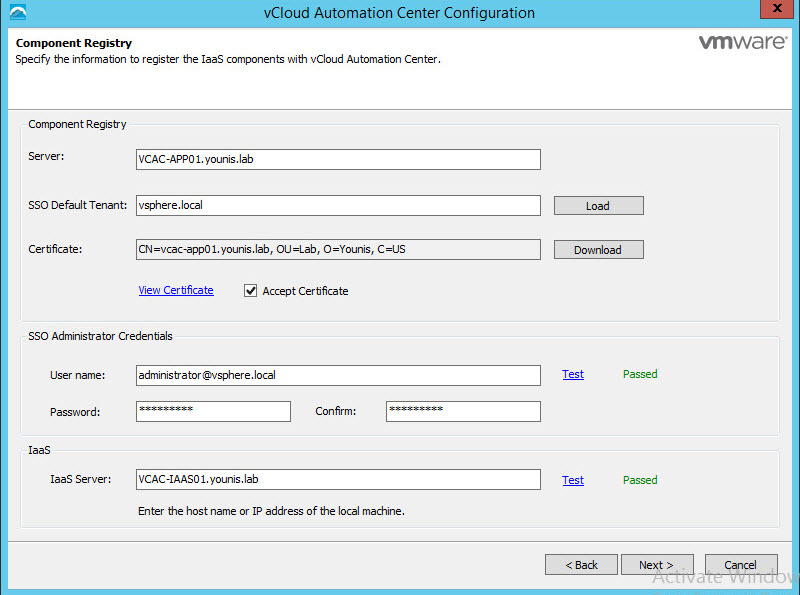 vCloud Automation Center Configuration
x
Component Registry
Specify the information to register the IaaS components with vCloud Automation Center.
vmware
Component Registry
Server: VCAC-APP01.younis.lab
SSO Default Tenant: vsphere.local Load
Certificate: CN=vcac-app01.younis.lab, OU=Lab, O=Younis, C=US Download
View Certificate Accept Certificate
SSO Administrator Credentials
User name: administrator@vsphere.local Test Passed
Password: ********* Confirm: *********
IaaS
IaaS Server: VCAC-IAAS01.younis.lab Test Passed
Enter the host name or IP address of the local machine.
< Back Next > Cancel
Activate Window